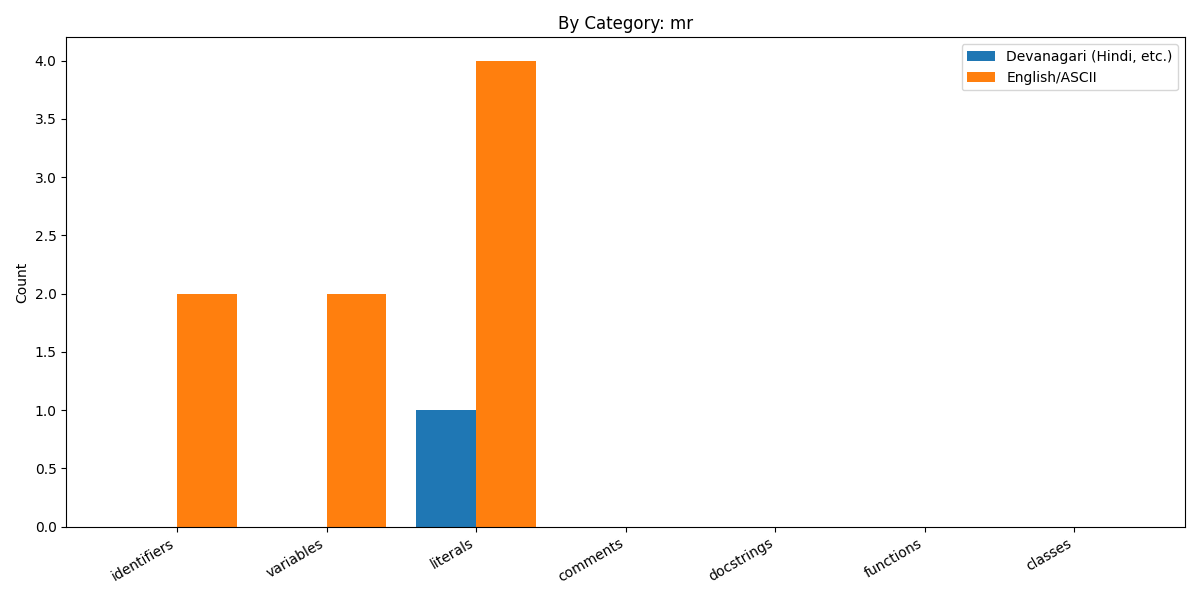 By Category: mr
Devanagari (Hindi, etc.)
English/ASCII
Count
4.0
3.5
3.0
2.5
2.0
1.5
1.0
0.5
0.0
identifiers
variables
literals
comments
docstrings
functions
classes